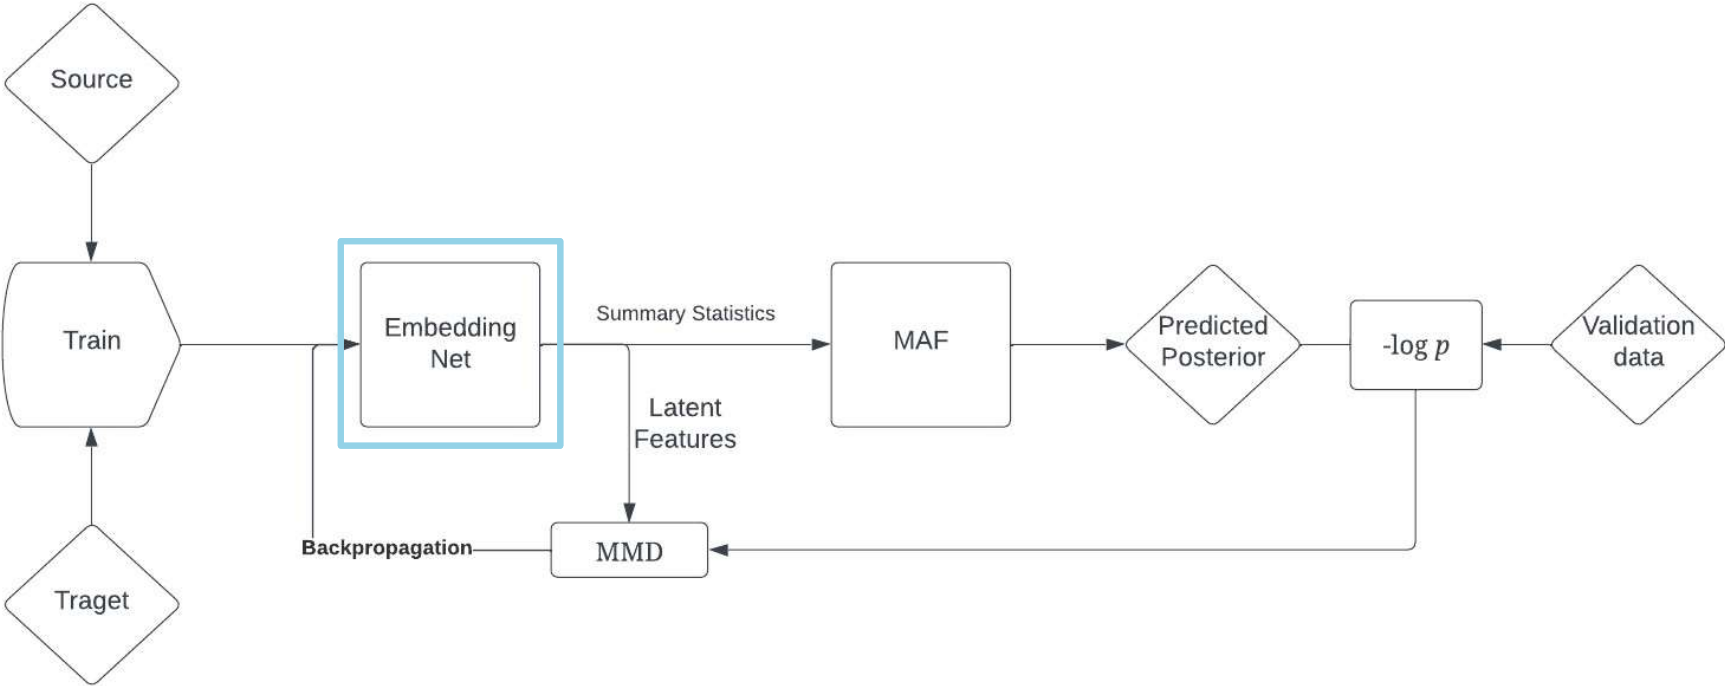 Source
Train
Embedding
Net
Summary Statistics
MAF
Predicted
Posterior
-log p
Validation
data
Latent
Features
Backpropagation
MMD
Traget